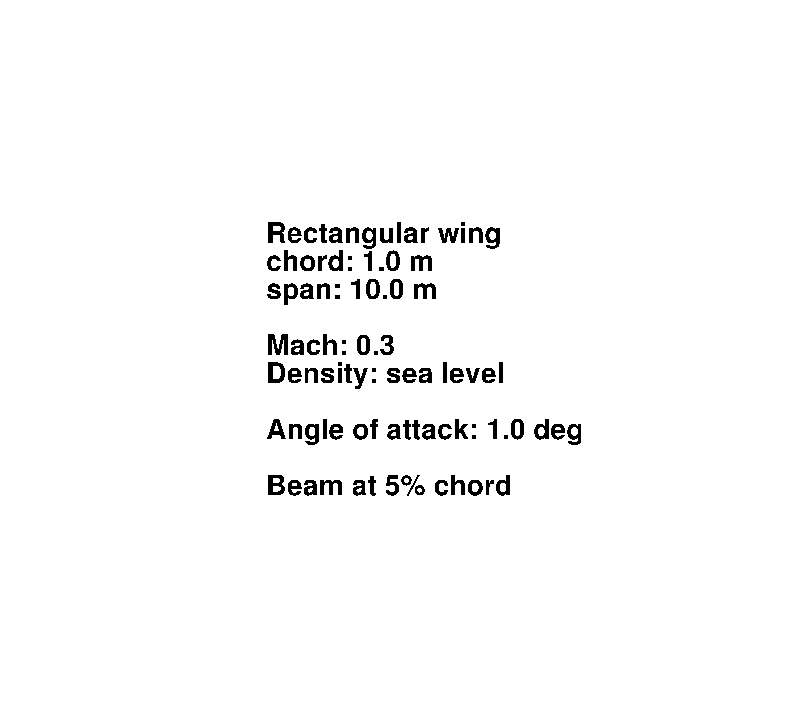 Rectangular wing
chord: 1.0 m
span: 10.0 m
Mach: 0.3
Density: sea level
Angle of attack: 1.0 deg
Beam at 5% chord